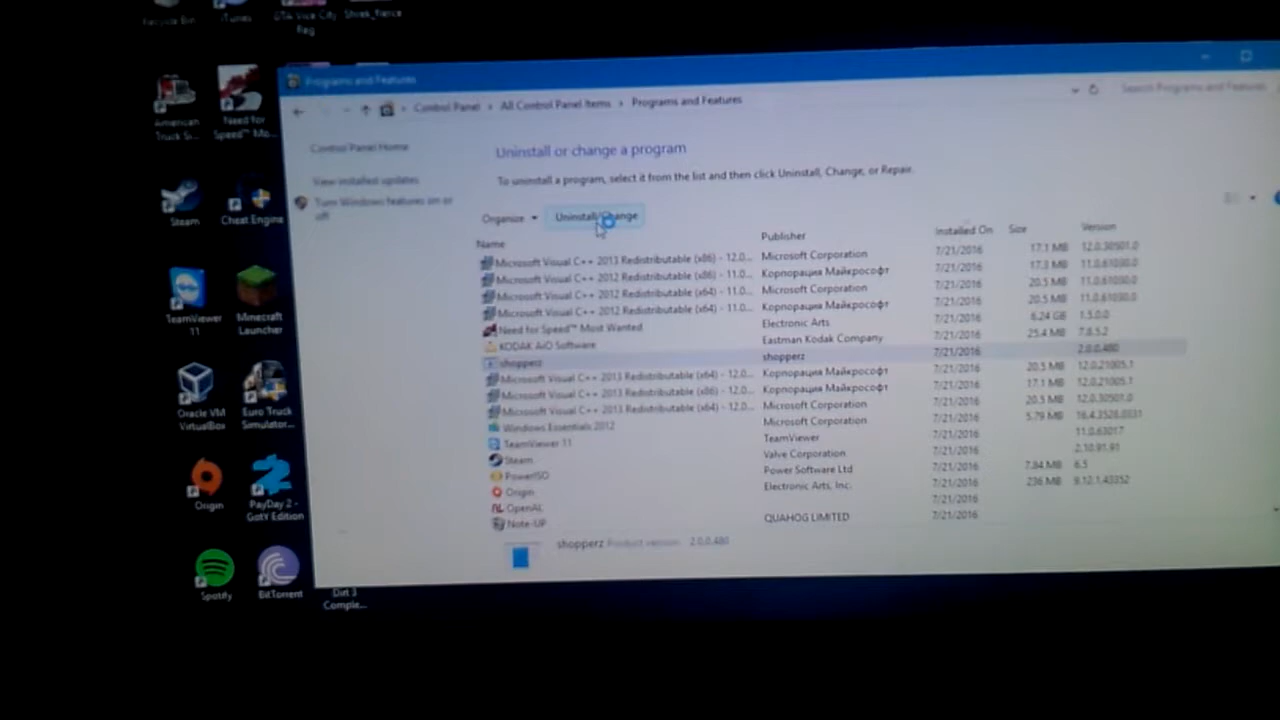 Recycle Bin
iTunes
GTA Vice City
Rag
Programs and Features
American
Truck Si...
Need for
Speed™ Mo...
Control Panel > All Control Panel Items > Programs and Features
Search Programs and Features
Control Panel Home
View installed updates
Turn Windows features on or
off
Uninstall or change a program
To uninstall a program, select it from the list and then click Uninstall, Change, or Repair.
Steam
Cheat Engine
Organize
Uninstall/Change
Name Publisher Installed On Size Version
Microsoft Visual C++ 2013 Redistributable (x86) - 12.0... Microsoft Corporation 7/21/2016 17.1 MB 12.0.30501.0
Microsoft Visual C++ 2012 Redistributable (x86) - 11.0... Корпорация Майкрософт 7/21/2016 17.3 MB 11.0.61030.0
Microsoft Visual C++ 2012 Redistributable (x64) - 11.0... Microsoft Corporation 7/21/2016 20.5 MB 11.0.61030.0
Microsoft Visual C++ 2012 Redistributable (x64) - 11.0... Корпорация Майкрософт 7/21/2016 20.5 MB 11.0.61030.0
Need for Speed™ Most Wanted Electronic Arts 7/21/2016 6.24 GB 1.5.0.0
KODAK AiO Software Eastman Kodak Company 7/21/2016 25.4 MB 7.8.5.2
shopperz shopperz 7/21/2016 2.0.0.480
Microsoft Visual C++ 2013 Redistributable (x64) - 12.0... Корпорация Майкрософт 7/21/2016 20.5 MB 12.0.21005.1
Microsoft Visual C++ 2013 Redistributable (x86) - 12.0... Корпорация Майкрософт 7/21/2016 17.1 MB 12.0.21005.1
Microsoft Visual C++ 2013 Redistributable (x64) - 12.0... Microsoft Corporation 7/21/2016 20.5 MB 12.0.30501.0
Windows Essentials 2012 Microsoft Corporation 7/21/2016 5.79 MB 16.4.3528.0331
TeamViewer 11 TeamViewer 7/21/2016 11.0.63017
Steam Valve Corporation 7/21/2016 2.10.91.91
PowerISO Power Software Ltd 7/21/2016 7.84 MB 6.5
Origin Electronic Arts, Inc. 7/21/2016 236 MB 9.12.1.43352
OpenAL 7/21/2016
Note-UP QUAHOG LIMITED 7/21/2016
shopperz Product version: 2.0.0.480
TeamViewer
11
Minecraft
Launcher
Oracle VM
VirtualBox
Euro Truck
Simulator...
Origin
PayDay 2 -
GotY Edition
Spotify
BitTorrent
Dirt 3
Comple...